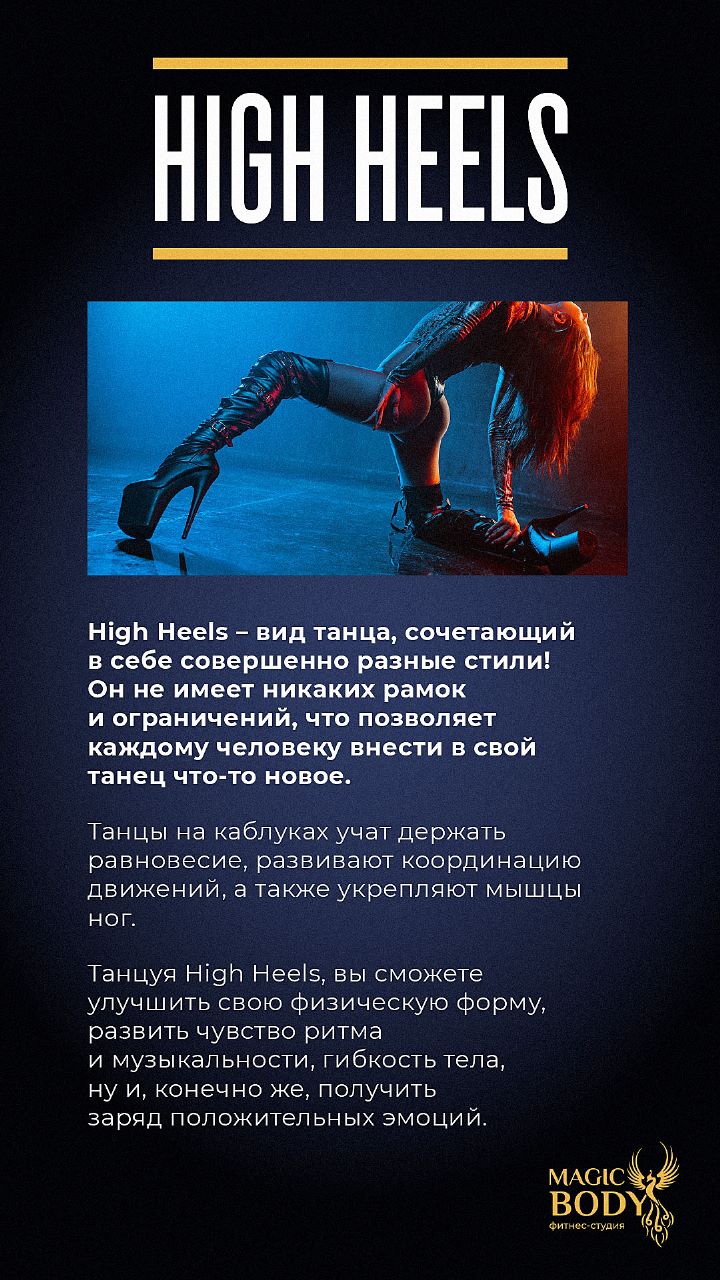 HIGH HEELS
High Heels – вид танца, сочетающий
в себе совершенно разные стили!
Он не имеет никаких рамок
и ограничений, что позволяет
каждому человеку внести в свой
танец что-то новое.
Танцы на каблуках учат держать
равновесие, развивают координацию
движений, а также укрепляют мышцы
ног.
Танцуя High Heels, вы сможете
улучшить свою физическую форму,
развить чувство ритма
и музыкальности, гибкость тела,
ну и, конечно же, получить
заряд положительных эмоций.
MAGIC
BODY
фитнес-студия